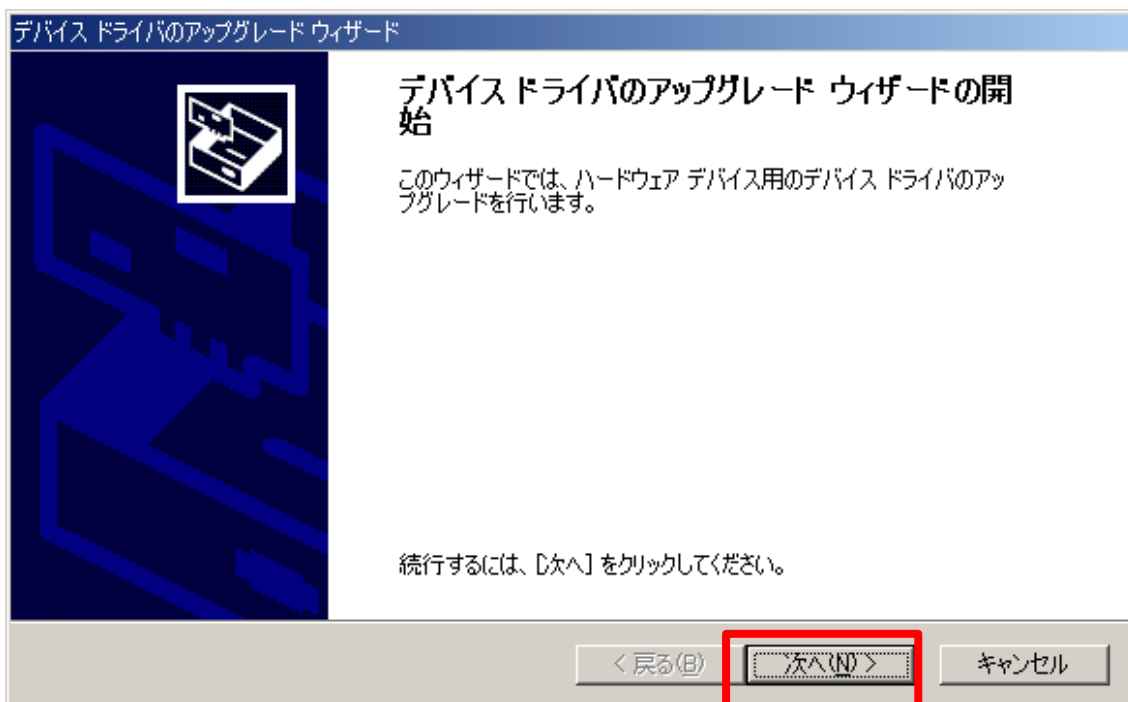 デバイス ドライバのアップグレード ウィザード
デバイス ドライバのアップグレード ウィザードの開
始
このウィザードでは、ハードウェア デバイス用のデバイス ドライバのアッ
プグレードを行います。
続行するには、[次へ] をクリックしてください。
< 戻る(B) 次へ(N) > キャンセル